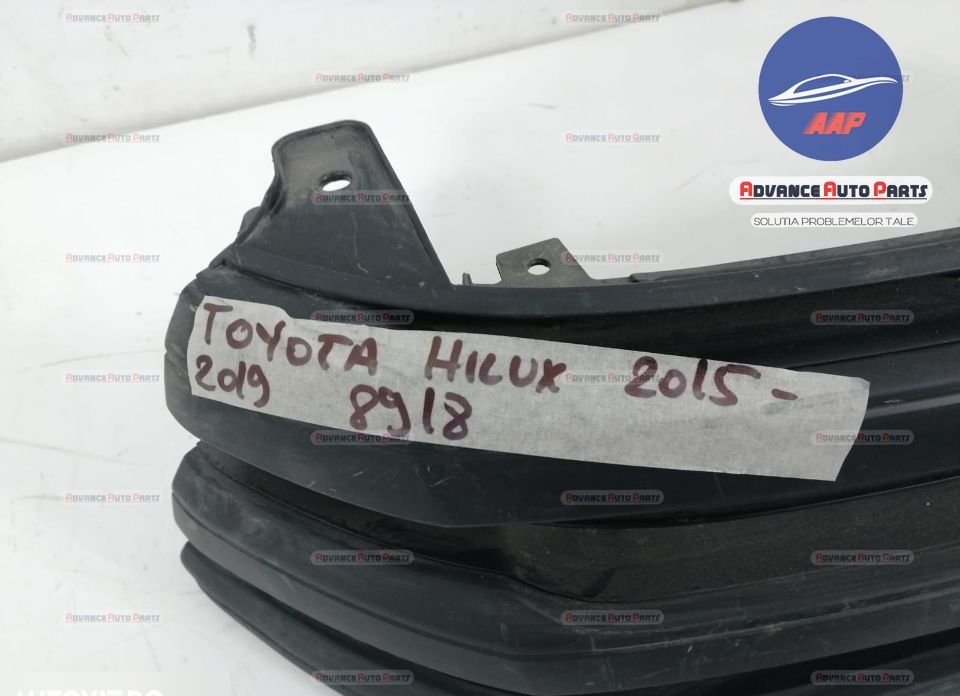 AAP
ADVANCE AUTO PARTS
SOLUTIA PROBLEMELOR TALE
TOYOTA HILUX 2015-
2019 8918